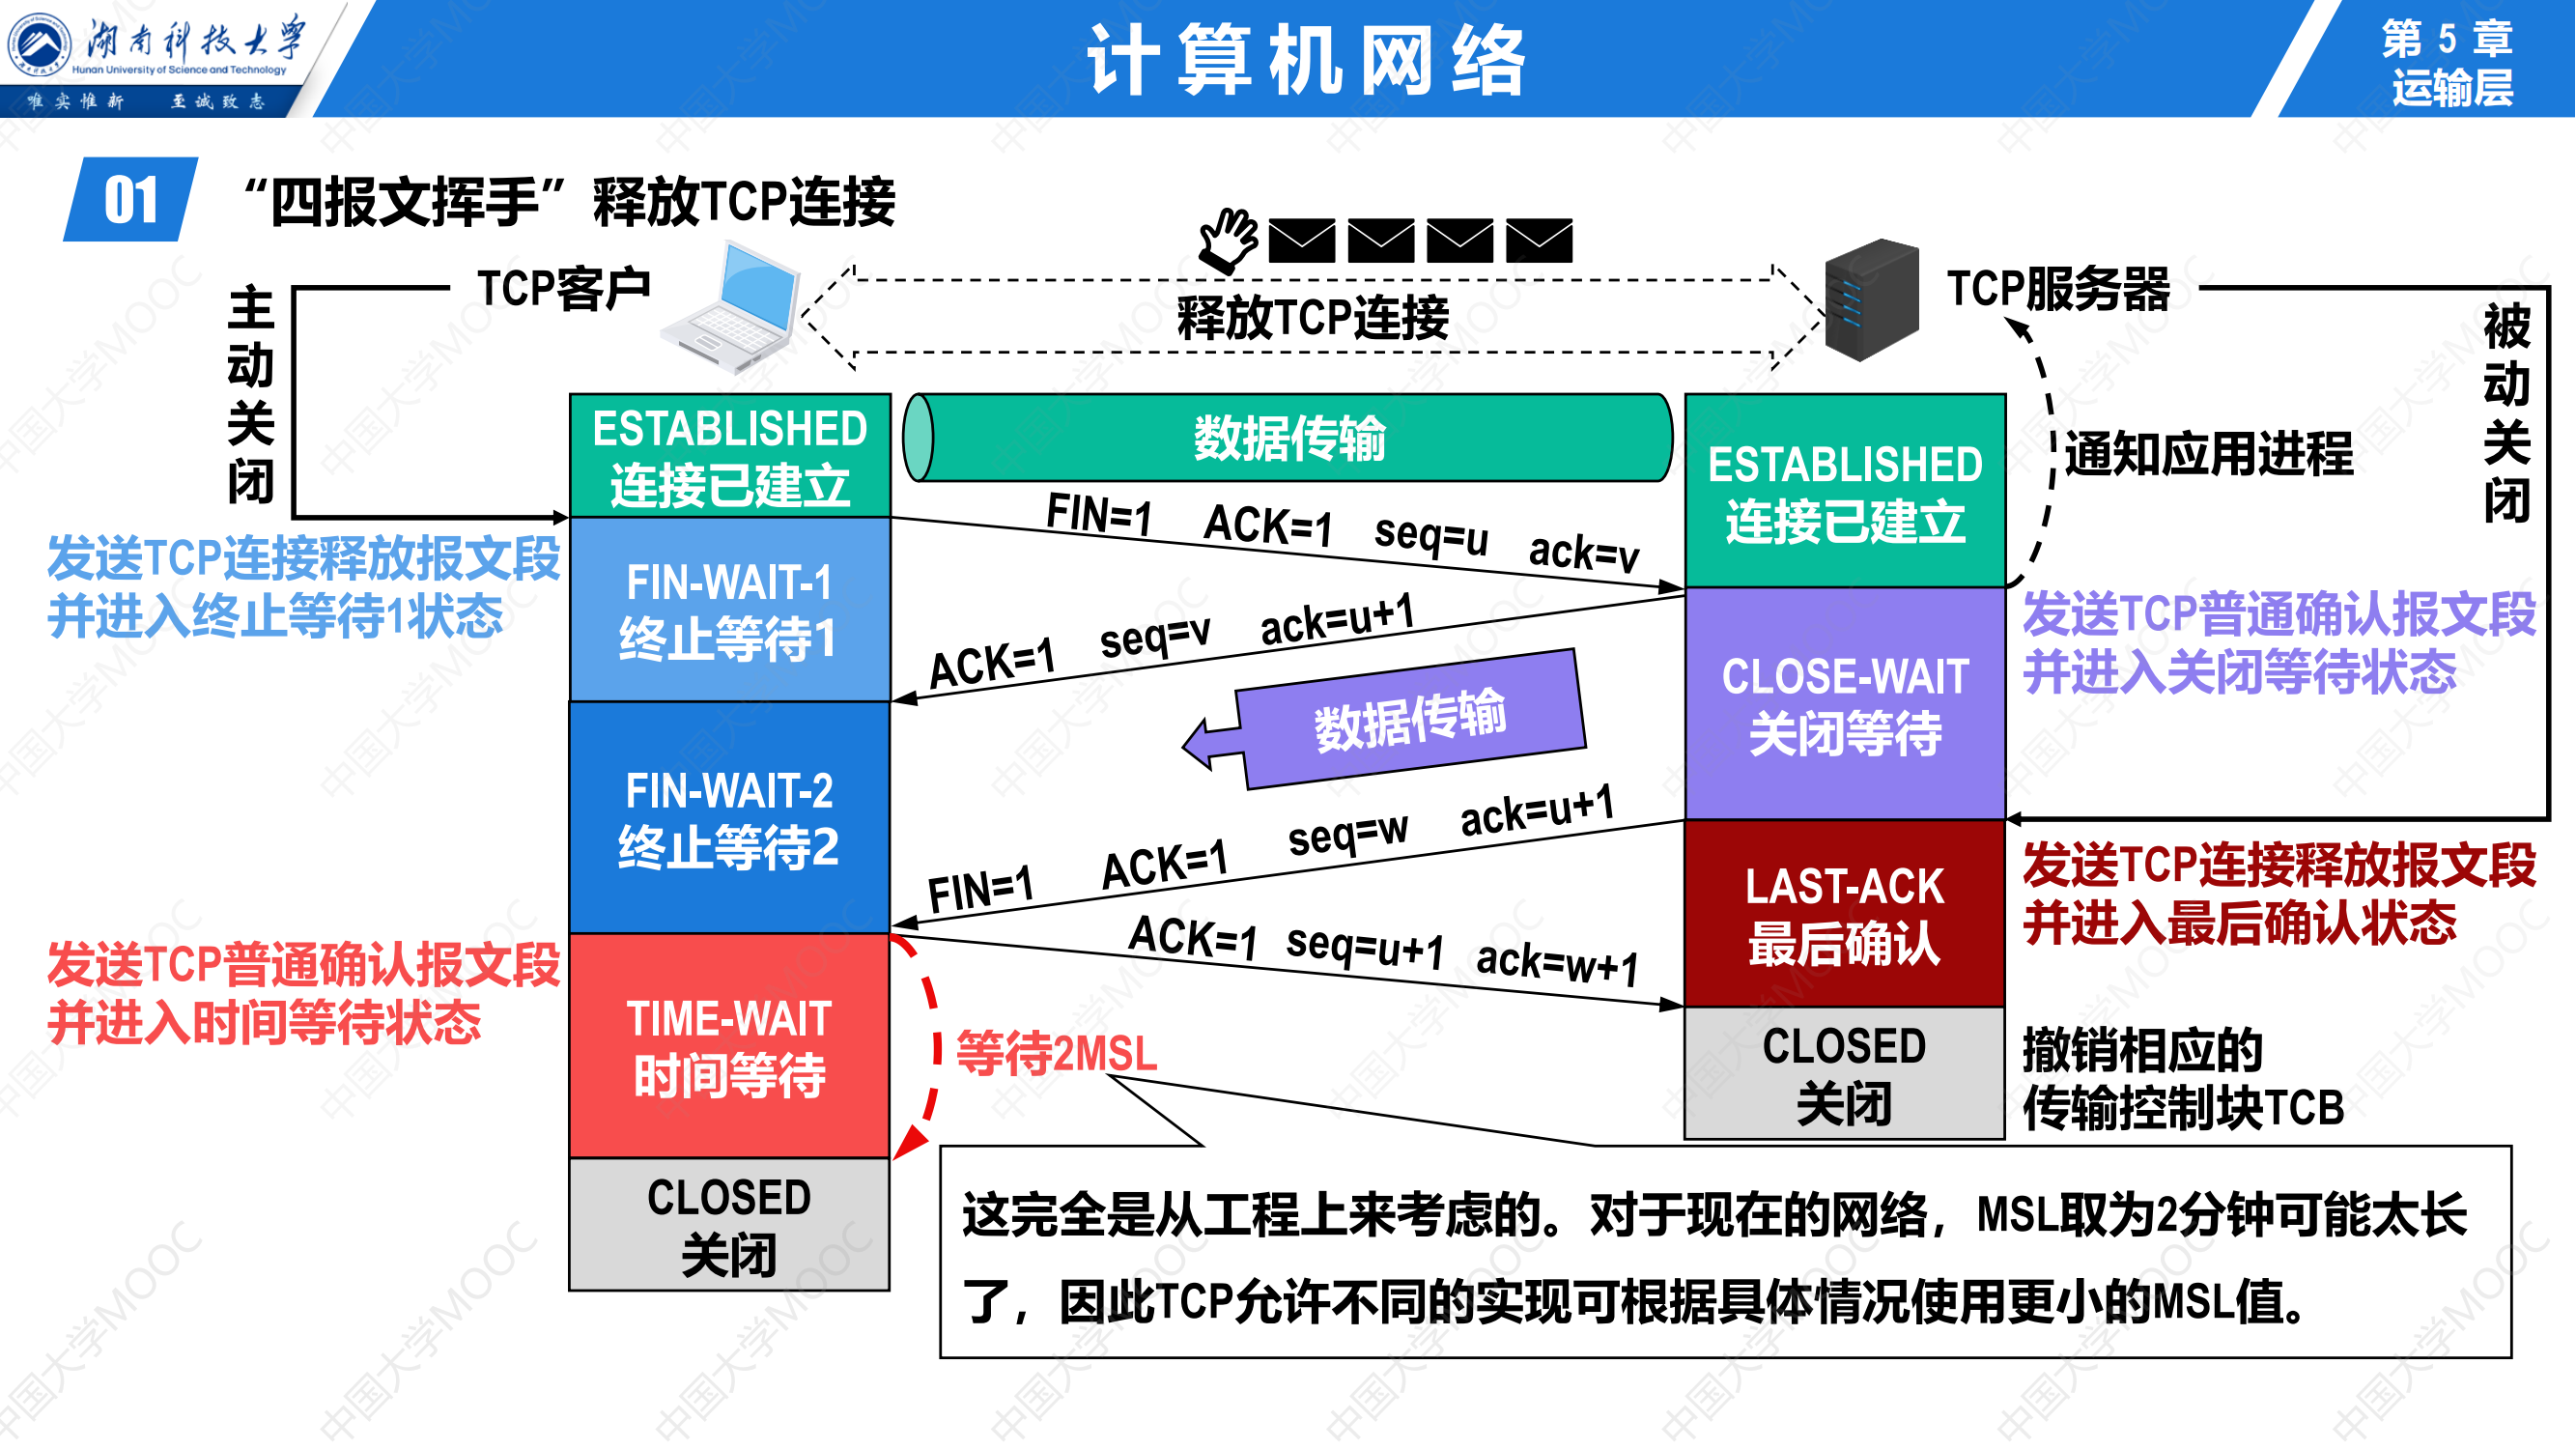 湖南科技大学
Hunan University of Science and Technology
唯实惟新 至诚致志
计算机网络
第 5 章
运输层
01
“四报文挥手”释放TCP连接
TCP客户
释放TCP连接
TCP服务器
主动关闭
被动关闭
ESTABLISHED
连接已建立
数据传输
ESTABLISHED
连接已建立
通知应用进程
FIN=1 ACK=1 seq=u ack=v
发送TCP连接释放报文段
并进入终止等待1状态
FIN-WAIT-1
终止等待1
ACK=1 seq=v ack=u+1
发送TCP普通确认报文段
并进入关闭等待状态
CLOSE-WAIT
关闭等待
数据传输
FIN-WAIT-2
终止等待2
FIN=1 ACK=1 seq=w ack=u+1
LAST-ACK
最后确认
发送TCP连接释放报文段
并进入最后确认状态
ACK=1 seq=u+1 ack=w+1
发送TCP普通确认报文段
并进入时间等待状态
TIME-WAIT
时间等待
等待2MSL
CLOSED
关闭
撤销相应的
传输控制块TCB
CLOSED
关闭
这完全是从工程上来考虑的。对于现在的网络，MSL取为2分钟可能太长
了，因此TCP允许不同的实现可根据具体情况使用更小的MSL值。
中国大学MOOC